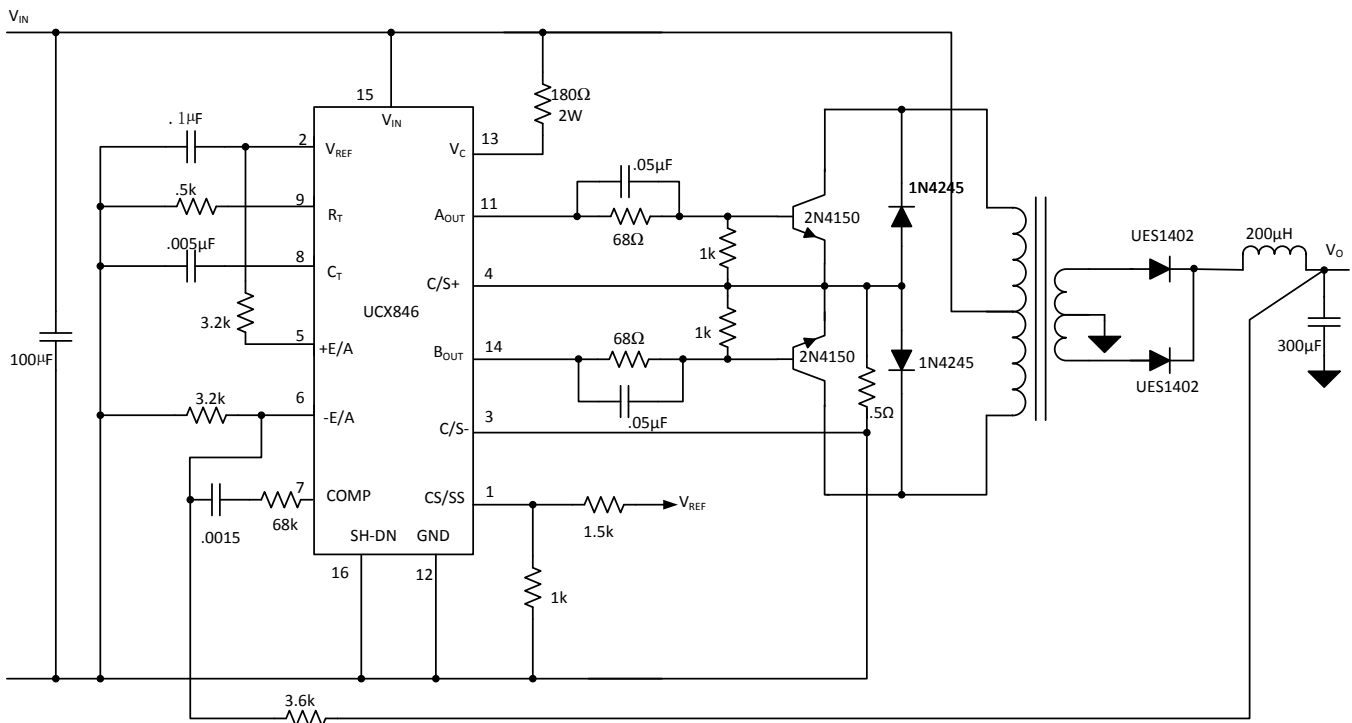 VIN
15
VIN
180Ω
2W
. 1µF
2
VREF
VC
13
.5k
9
RT
AOUT
11
.05µF
68Ω
2N4150
1N4245
.005µF
8
CT
C/S+
4
1k
3.2k
UCX846
5
+E/A
BOUT
14
68Ω
1k
2N4150
1N4245
.05µF
.5Ω
100µF
3.2k
6
-E/A
C/S-
3
7
COMP
CS/SS
1
1.5k
VREF
.0015
68k
SH-DN
GND
16
12
1k
3.6k
UES1402
UES1402
200µH
VO
300µF